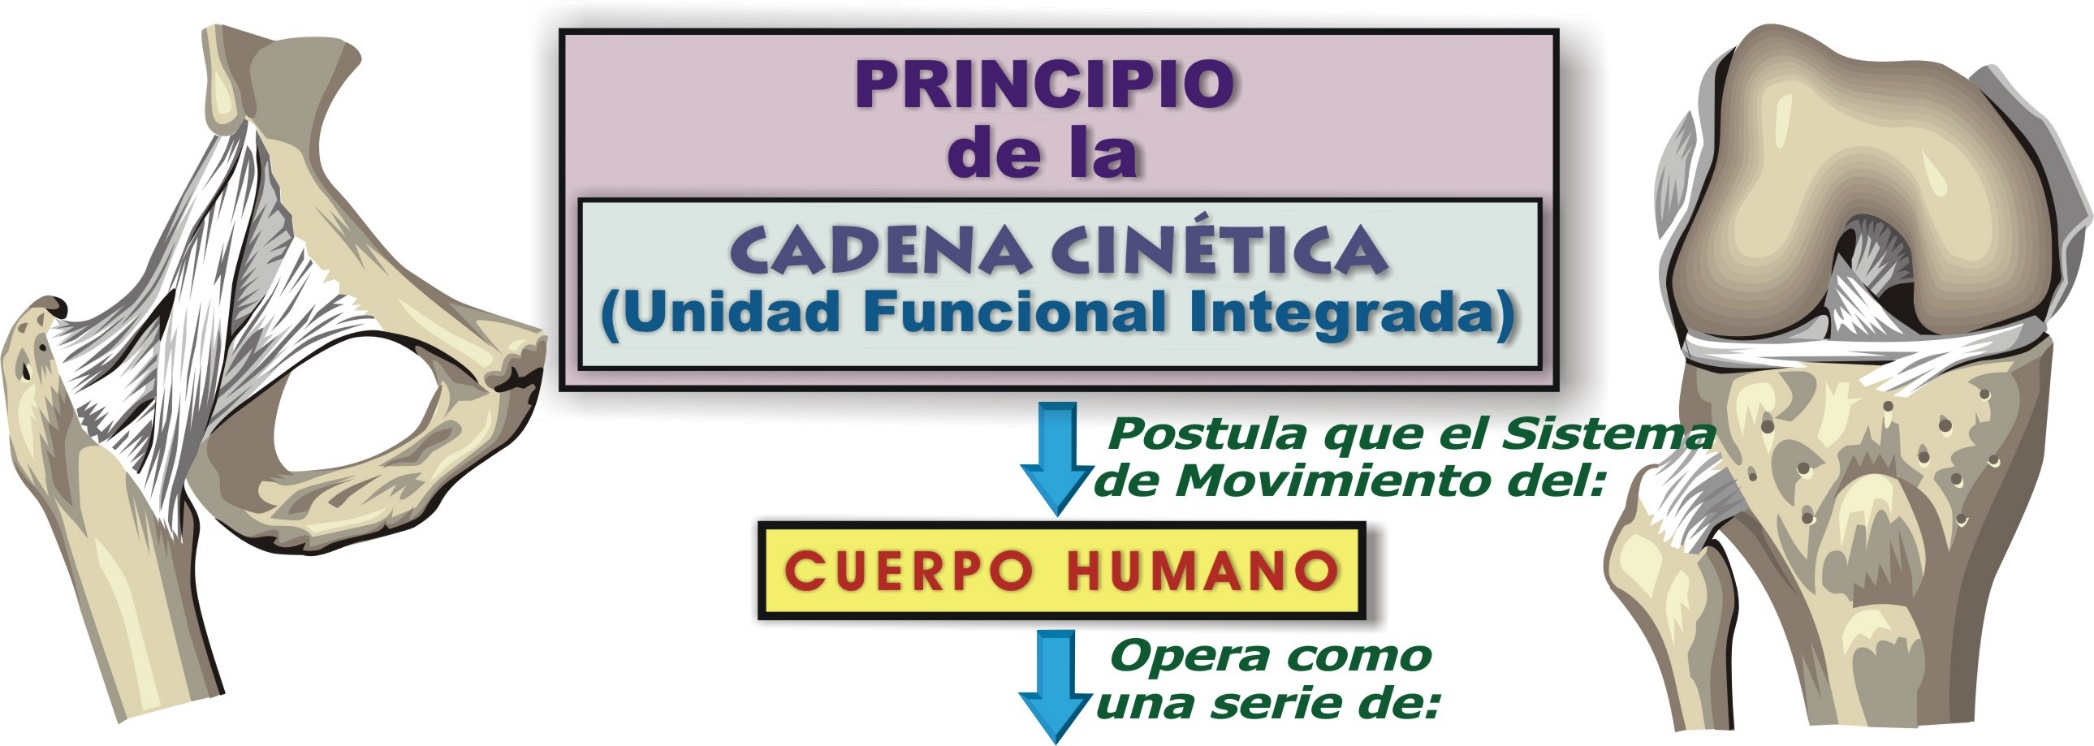 PRINCIPIO
de la
CADENA CINÉTICA
(Unidad Funcional Integrada)
Postula que el Sistema
de Movimiento del:
CUERPO HUMANO
Opera como
una serie de: